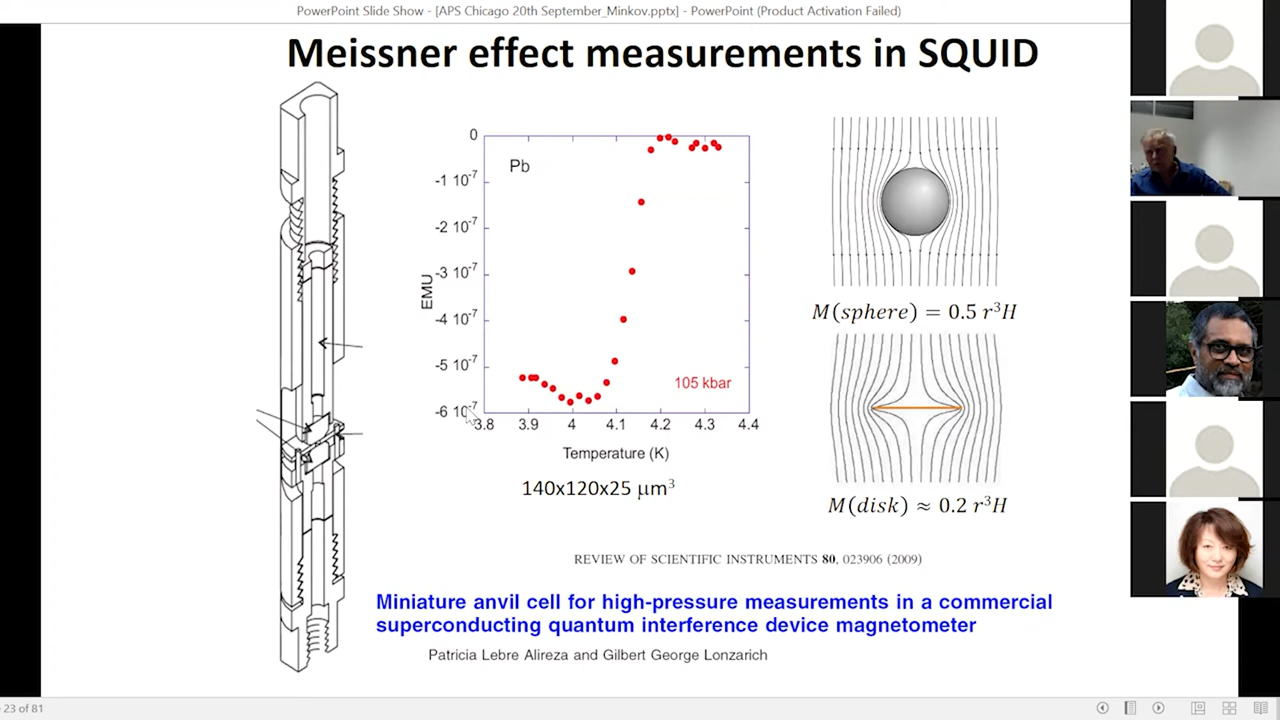 PowerPoint Slide Show - [APS Chicago 20th September_Minkov.pptx] - PowerPoint (Product Activation Failed)
Meissner effect measurements in SQUID
0
-1 10⁻⁷
-2 10⁻⁷
-3 10⁻⁷
-4 10⁻⁷
-5 10⁻⁷
-6 10⁻⁷
EMU
Pb
105 kbar
3.8 3.9 4 4.1 4.2 4.3 4.4
Temperature (K)
140x120x25 μm³
M(sphere) = 0.5 r³H
M(disk) ≈ 0.2 r³H
REVIEW OF SCIENTIFIC INSTRUMENTS 80, 023906 (2009)
Miniature anvil cell for high-pressure measurements in a commercial
superconducting quantum interference device magnetometer
Patricia Lebre Alireza and Gilbert George Lonzarich
23 of 81